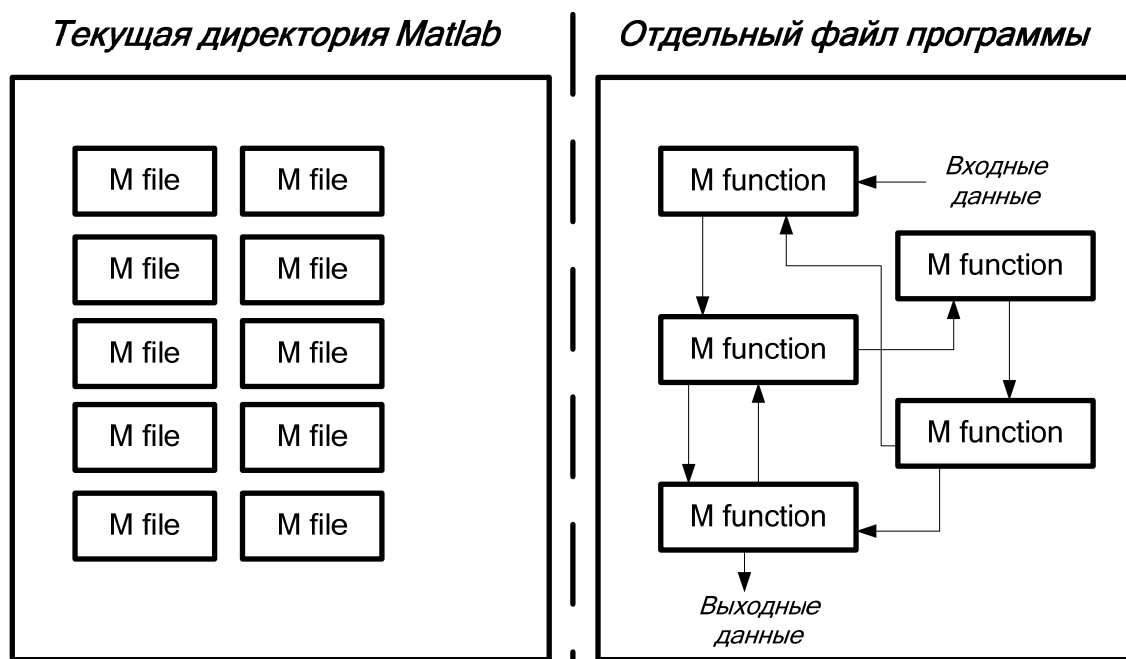 Текущая директория Matlab
M file M file
M file M file
M file M file
M file M file
M file M file
Отдельный файл программы
M function
Входные
данные
M function
M function
M function
M function
Выходные
данные